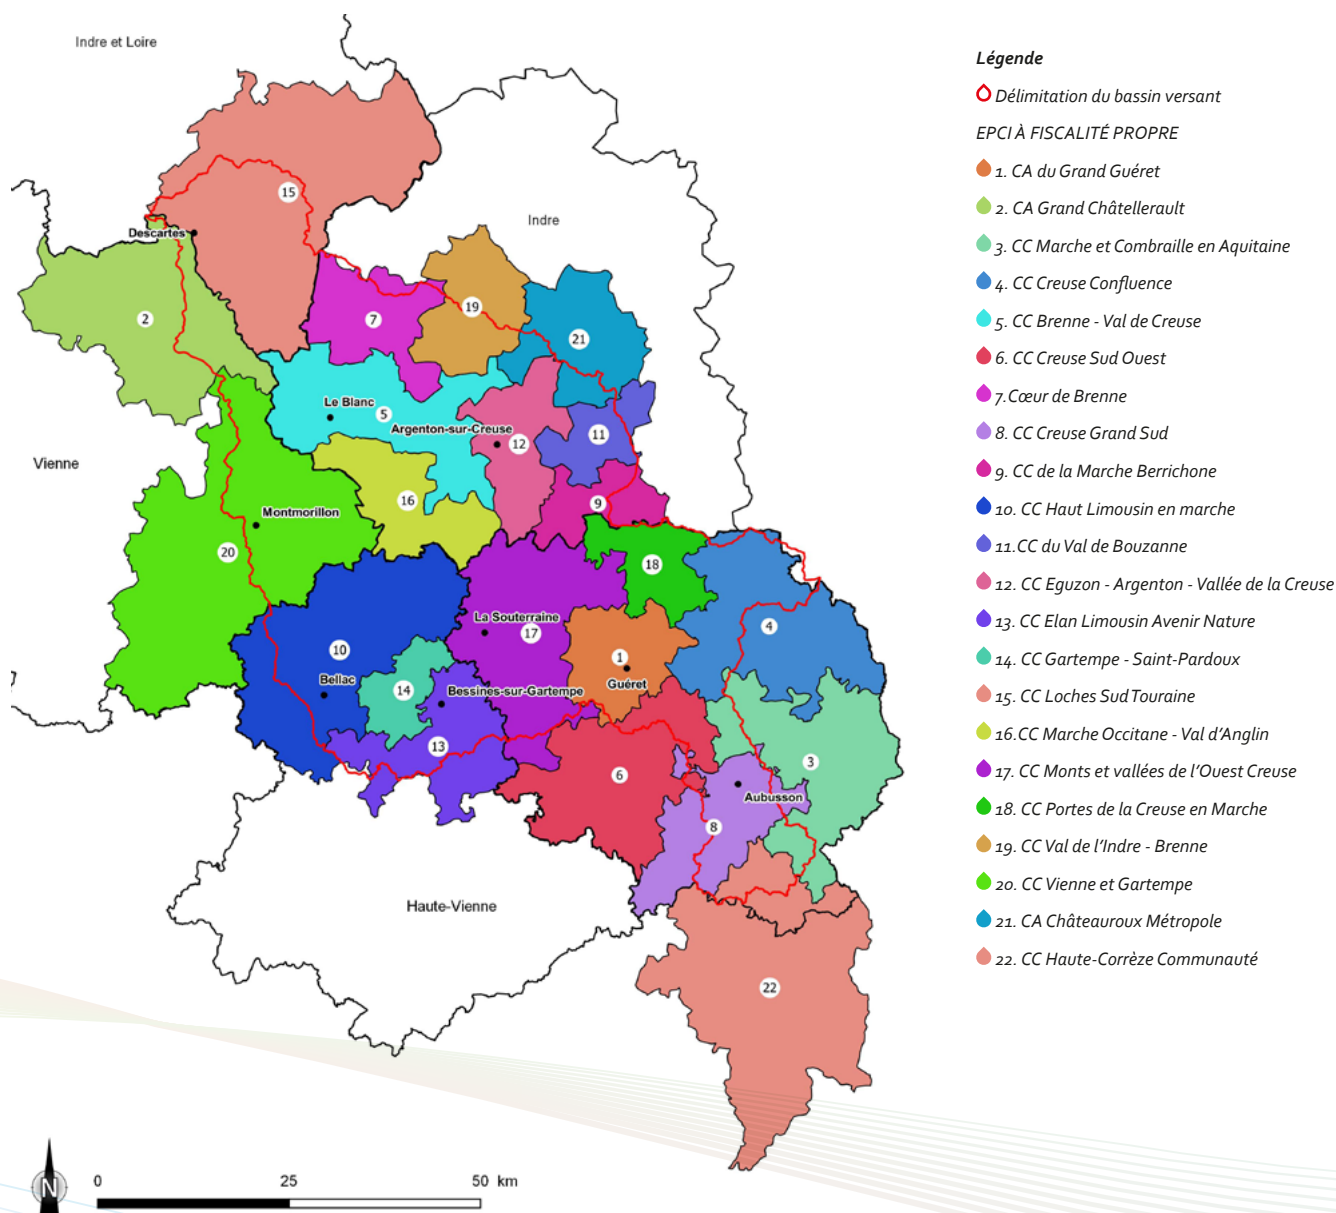 Indre et Loire
Indre
15
Descartes
2
7
19
21
Le Blanc
5
Argenton-sur-Creuse
12
11
Vienne
16
9
Montmorillon
20
18
La Souterraine
17
4
10
1
Guéret
Bellac
14
Bessines-sur-Gartempe
13
6
3
Aubusson
8
Haute-Vienne
22
N
0 25 50 km
Légende
Délimitation du bassin versant
EPCI À FISCALITÉ PROPRE
1. CA du Grand Guéret
2. CA Grand Châtellerault
3. CC Marche et Combraille en Aquitaine
4. CC Creuse Confluence
5. CC Brenne - Val de Creuse
6. CC Creuse Sud Ouest
7.Cœur de Brenne
8. CC Creuse Grand Sud
9. CC de la Marche Berrichone
10. CC Haut Limousin en marche
11.CC du Val de Bouzanne
12. CC Eguzon - Argenton - Vallée de la Creuse
13. CC Elan Limousin Avenir Nature
14. CC Gartempe - Saint-Pardoux
15. CC Loches Sud Touraine
16.CC Marche Occitane - Val d'Anglin
17. CC Monts et vallées de l'Ouest Creuse
18. CC Portes de la Creuse en Marche
19. CC Val de l'Indre - Brenne
20. CC Vienne et Gartempe
21. CA Châteauroux Métropole
22. CC Haute-Corrèze Communauté